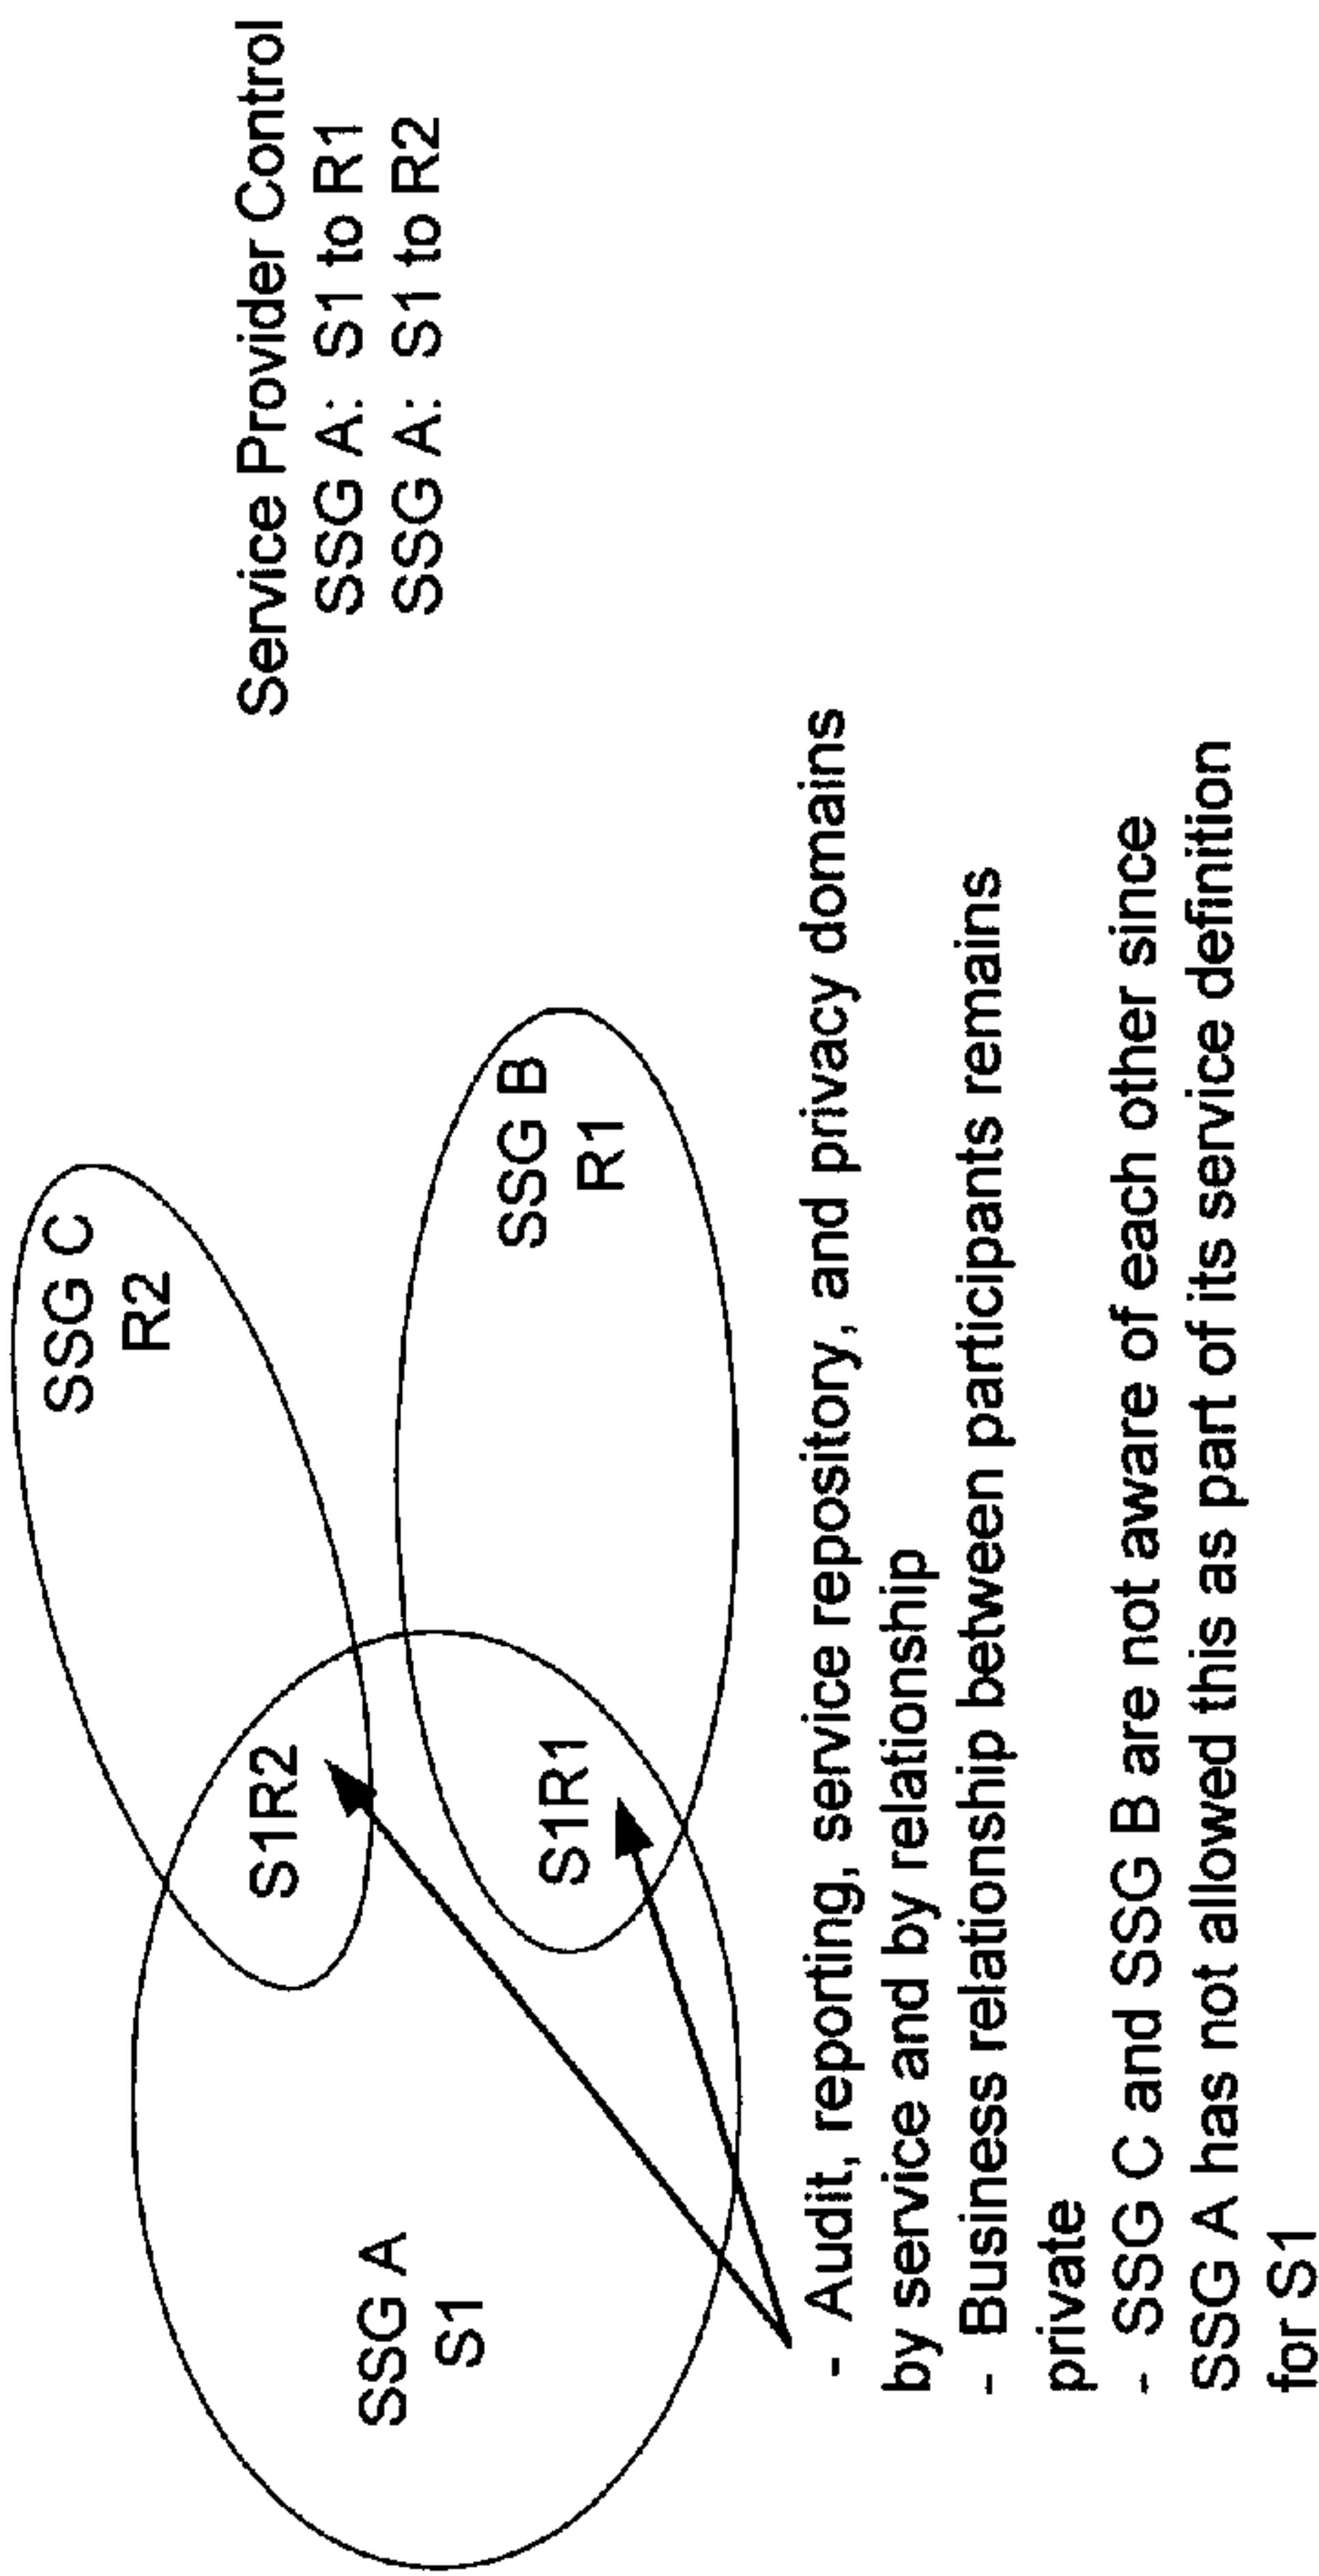 SSG C
R2
Service Provider Control
SSG A:  S1 to R1
SSG A:  S1 to R2
S1R2
SSG A
S1
SSG B
R1
S1R1
-  Audit, reporting, service repository, and privacy domains
by service and by relationship
- Business relationship between participants remains
private
-  SSG C and SSG B are not aware of each other since
SSG A has not allowed this as part of its service definition
for S1